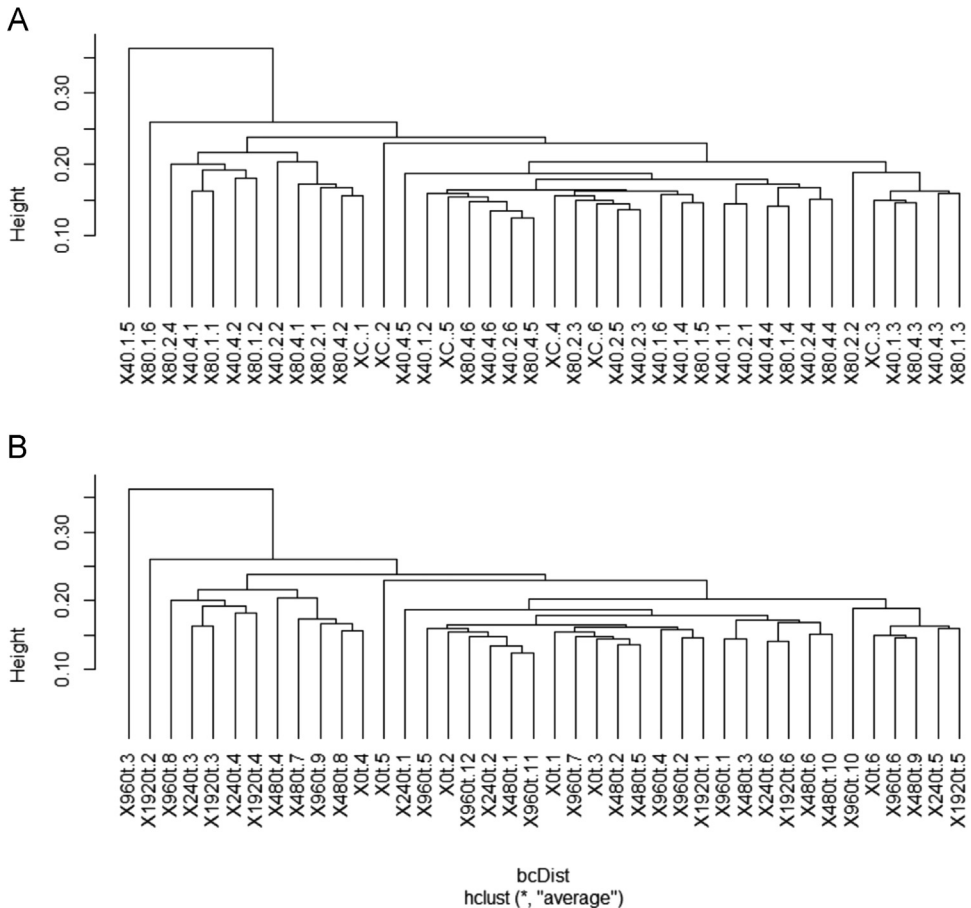 A
Height
0.30
0.20
0.10
X40.1.5
X80.1.6
X80.2.4
X40.4.1
X80.1.1
X40.4.2
X80.1.2
X40.2.2
X80.4.1
X80.2.1
X80.4.2
XC..1
XC..2
X40.4.5
X40.1.2
XC..5
X80.4.6
X40.4.6
X40.2.6
X80.4.5
XC..4
X80.2.3
XC..6
X40.2.5
X40.2.3
X40.1.6
X40.1.4
X80.1.5
X40.1.1
X40.2.1
X40.4.4
X80.1.4
X40.2.4
X80.4.4
X80.2.2
XC..3
X40.1.3
X80.4.3
X40.4.3
X80.1.3
B
Height
0.30
0.20
0.10
X960t.3
X1920t.2
X960t.8
X240t.3
X1920t.3
X240t.4
X1920t.4
X480t.4
X480t.7
X960t.9
X480t.8
X0t.4
X0t.5
X240t.1
X960t.5
X0t.2
X960t.12
X240t.2
X480t.1
X960t.11
X0t.1
X960t.7
X0t.3
X480t.2
X480t.5
X960t.4
X960t.2
X1920t.1
X960t.1
X480t.3
X240t.6
X1920t.6
X480t.6
X480t.10
X960t.10
X0t.6
X960t.6
X480t.9
X240t.5
X1920t.5
bcDist
hclust (*, "average")